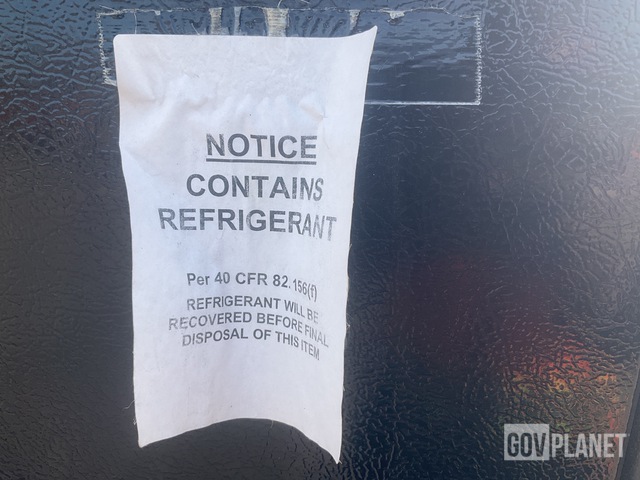 NOTICE
CONTAINS
REFRIGERANT
Per 40 CFR 82.156(f)
REFRIGERANT WILL BE
RECOVERED BEFORE FINAL
DISPOSAL OF THIS ITEM
GOVPLANET